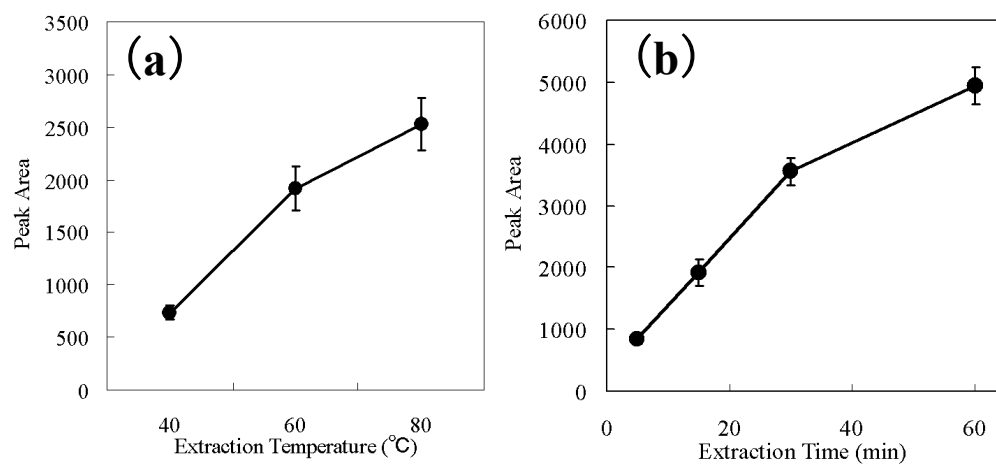 (a)
3500
3000
2500
2000
1500
1000
500
0
Peak Area
40 60 80
Extraction Temperature (℃)
(b)
6000
5000
4000
3000
2000
1000
0
Peak Area
0 20 40 60
Extraction Time (min)